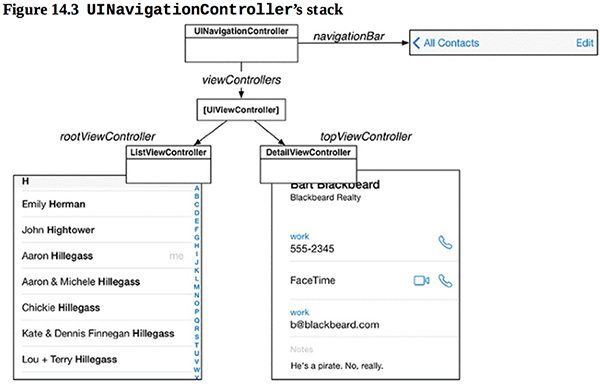 Figure 14.3 UINavigationController's stack
UINavigationController
navigationBar
All Contacts Edit
viewControllers
[UIViewController]
rootViewController topViewController
ListViewController DetailViewController
H
Emily Herman
John Hightower
Aaron Hillegass me
Aaron & Michele Hillegass
Chickie Hillegass
Kate & Dennis Finnegan Hillegass
Lou + Terry Hillegass
A
B
C
D
E
F
G
H
I
J
K
L
M
N
O
P
Q
R
S
T
U
V
W
Bart Blackbeard
Blackbeard Realty
work
555-2345
FaceTime
work
b@blackbeard.com
Notes
He's a pirate. No, really.